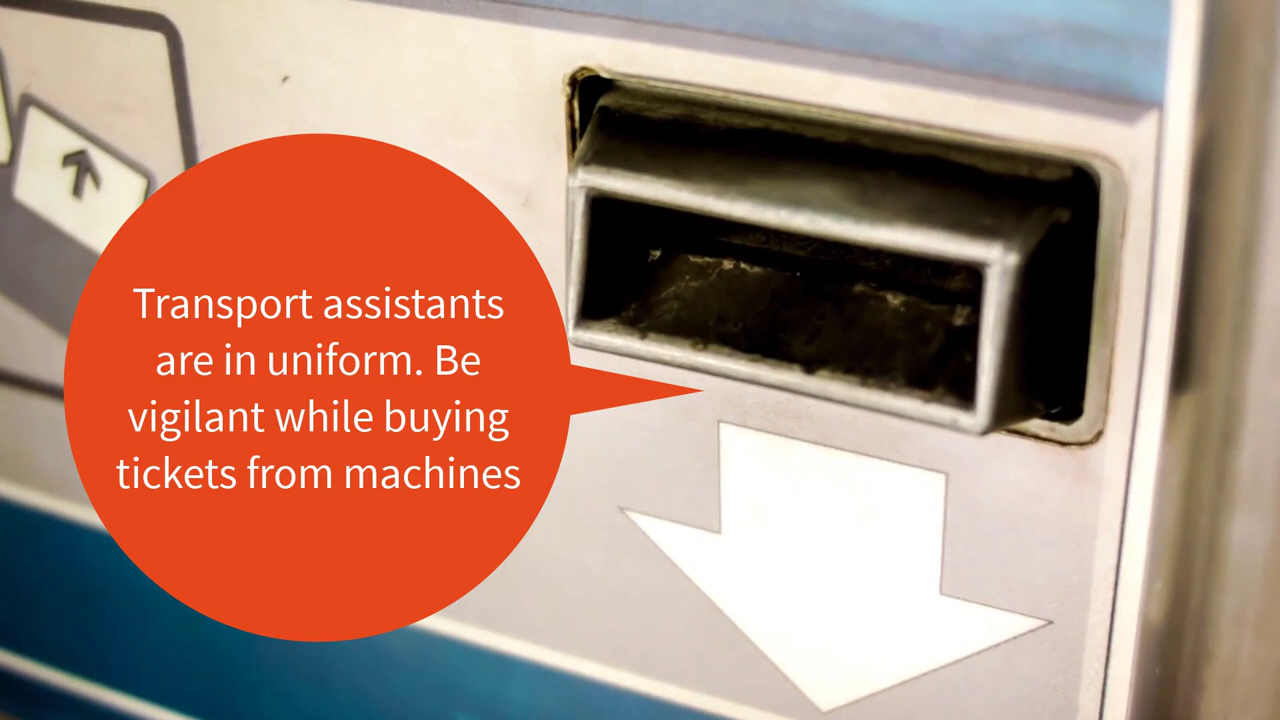 Transport assistants
are in uniform. Be
vigilant while buying
tickets from machines